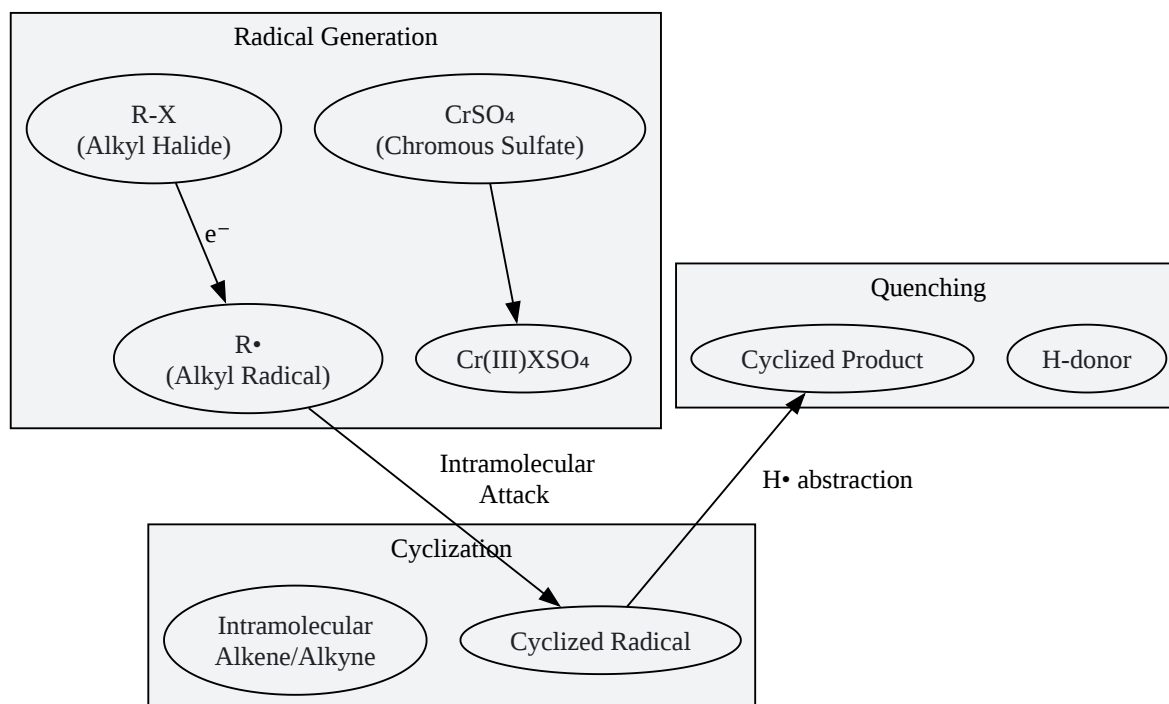 Radical Generation
R-X
(Alkyl Halide)
CrSO₄
(Chromous Sulfate)
e⁻
R•
(Alkyl Radical)
Cr(III)XSO₄
Quenching
Cyclized Product
H-donor
Intramolecular
Attack
H• abstraction
Cyclization
Intramolecular
Alkene/Alkyne
Cyclized Radical